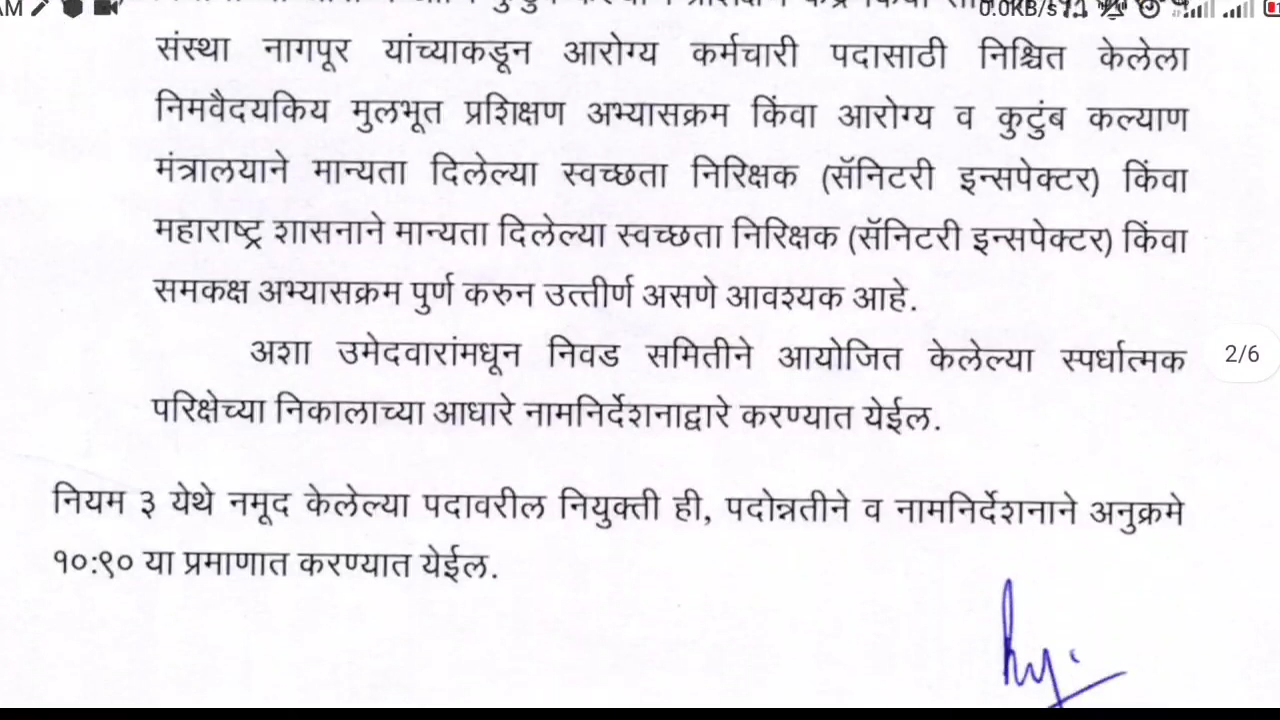 AM
0.0KB/s
संस्था नागपूर यांच्याकडून आरोग्य कर्मचारी पदासाठी निश्चित केलेला
निमवैदयकिय मुलभूत प्रशिक्षण अभ्यासक्रम किंवा आरोग्य व कुटुंब कल्याण
मंत्रालयाने मान्यता दिलेल्या स्वच्छता निरिक्षक (सॅनिटरी इन्सपेक्टर) किंवा
महाराष्ट्र शासनाने मान्यता दिलेल्या स्वच्छता निरिक्षक (सॅनिटरी इन्सपेक्टर) किंवा
समकक्ष अभ्यासक्रम पुर्ण करुन उत्तीर्ण असणे आवश्यक आहे.
अशा उमेदवारांमधून निवड समितीने आयोजित केलेल्या स्पर्धात्मक
2/6
परिक्षेच्या निकालाच्या आधारे नामनिर्देशनाद्वारे करण्यात येईल.
नियम ३ येथे नमूद केलेल्या पदावरील नियुक्ती ही, पदोन्नतीने व नामनिर्देशनाने अनुक्रमे
१०:९० या प्रमाणात करण्यात येईल.